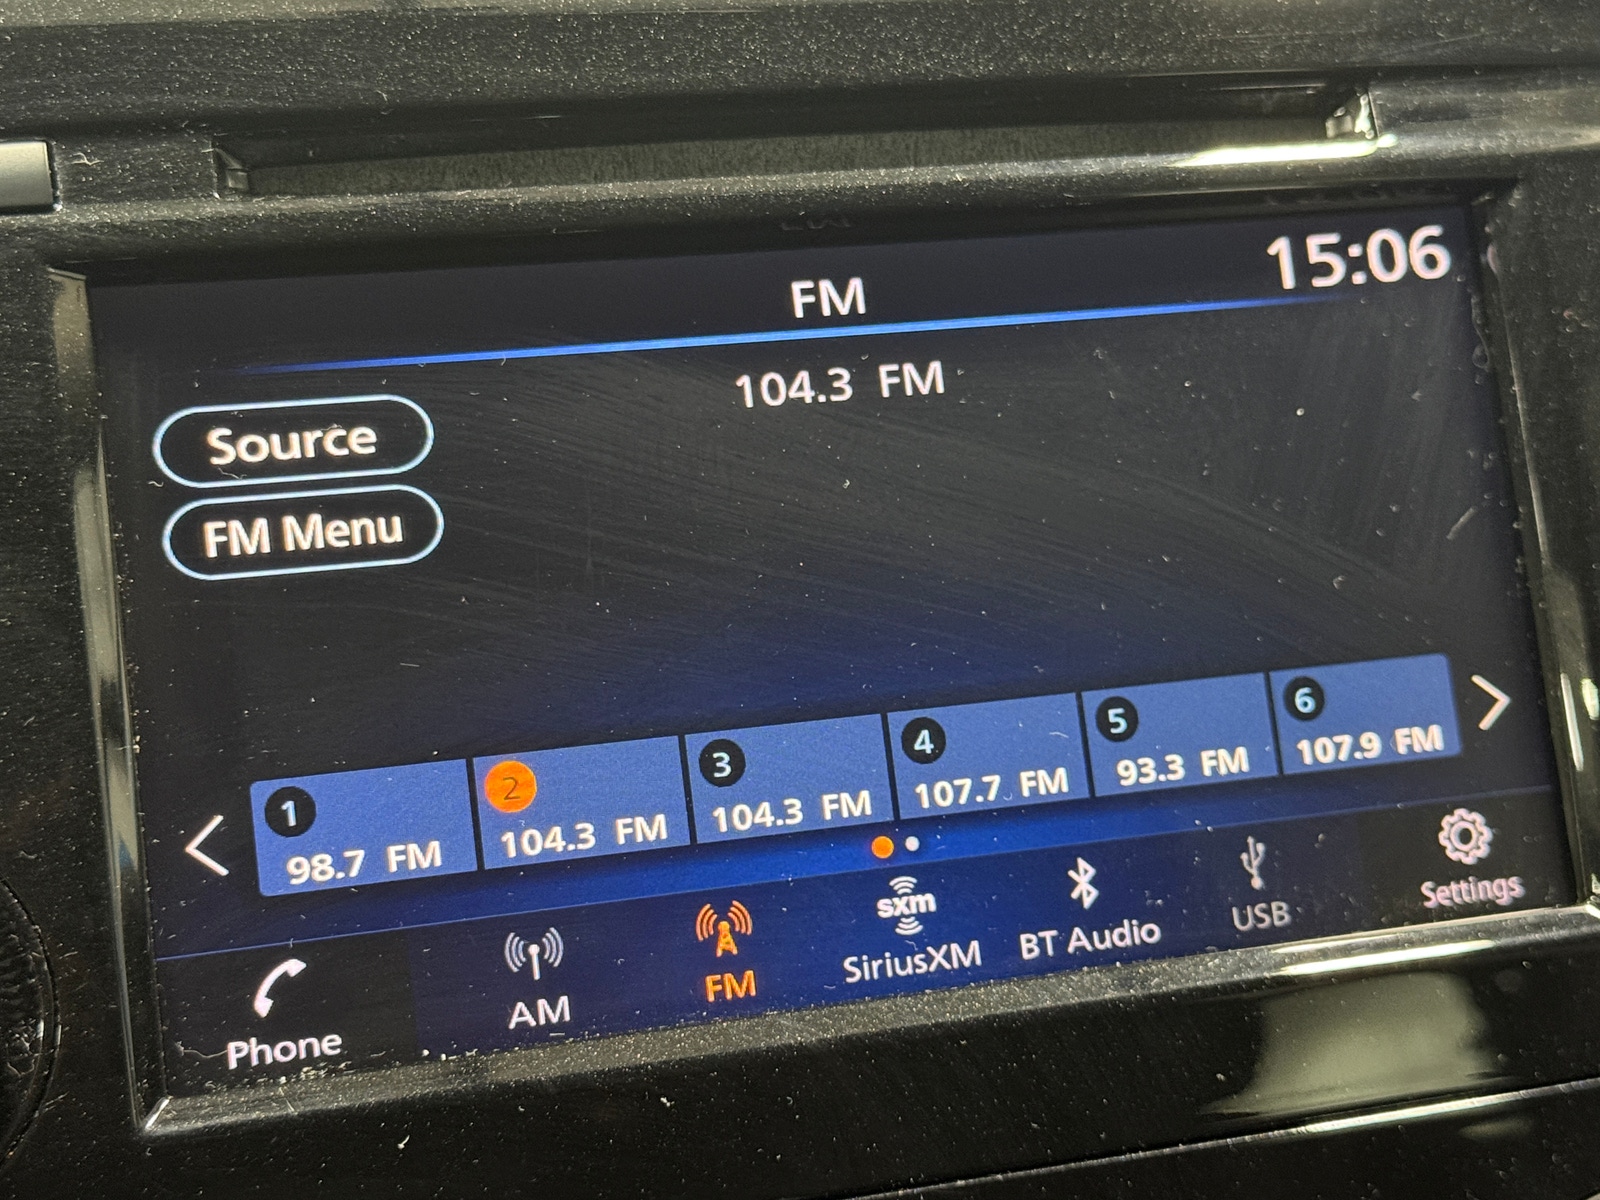 15:06
FM
104.3 FM
Source
FM Menu
1 2 3 4 5 6
98.7 FM 104.3 FM 104.3 FM 107.7 FM 93.3 FM 107.9 FM
sxm
Phone AM FM SiriusXM BT Audio USB Settings